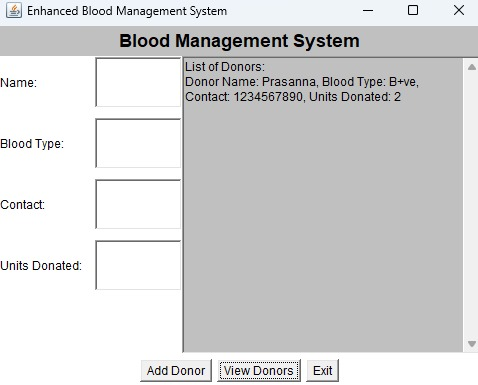 Enhanced Blood Management System
Blood Management System
Name:
Blood Type:
Contact:
Units Donated:
List of Donors:
Donor Name: Prasanna, Blood Type: B+ve,
Contact: 1234567890, Units Donated: 2
Add Donor
View Donors
Exit